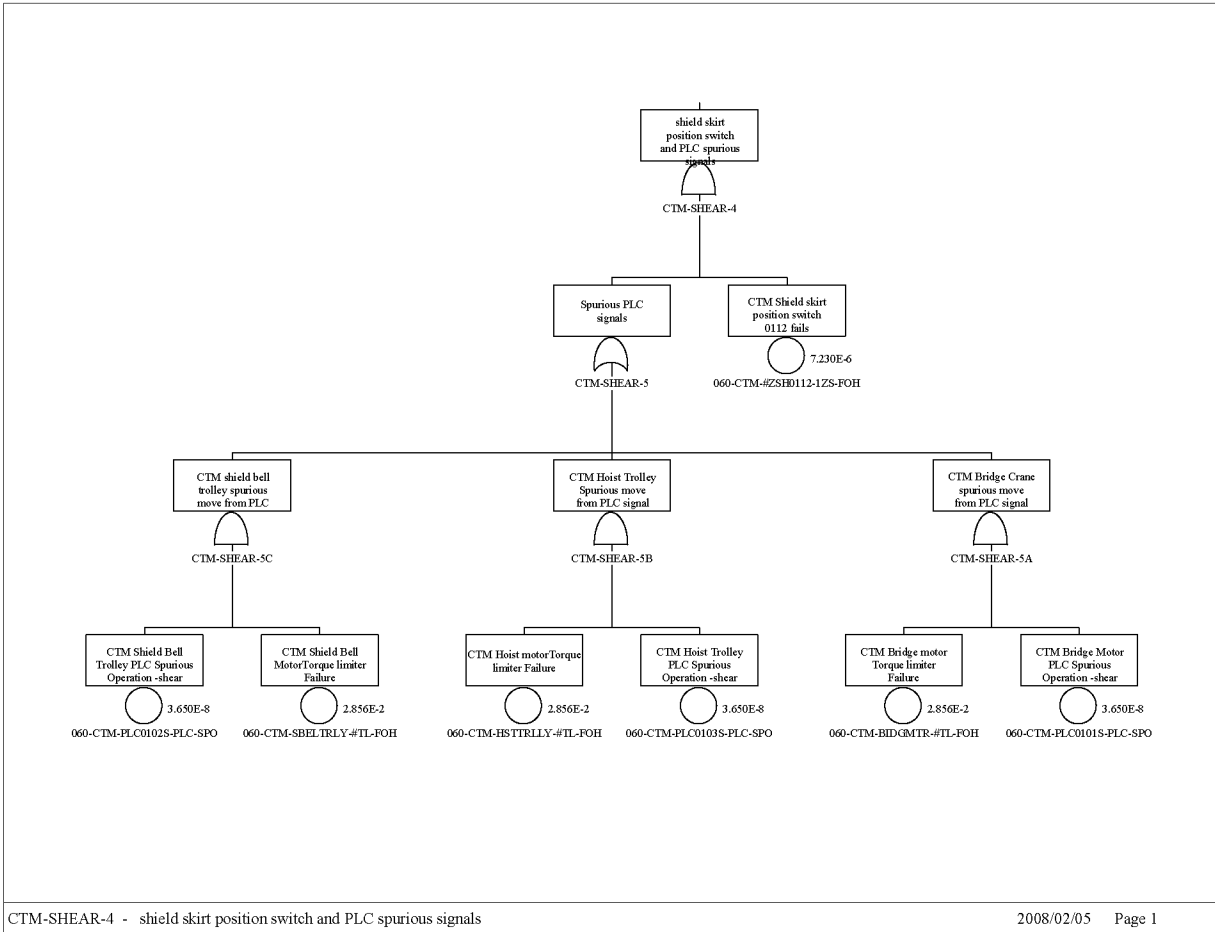 shield skirt
position switch
and PLC spurious
signals
CTM-SHEAR-4
Spurious PLC
signals
CTM-SHEAR-5
CTM Shield skirt
position switch
0112 fails
7.230E-6
060-CTM-#ZSH0112-1ZS-FOH
CTM shield bell
trolley spurious
move from PLC
CTM-SHEAR-5C
CTM Hoist Trolley
Spurious move
from PLC signal
CTM-SHEAR-5B
CTM Bridge Crane
spurious move
from PLC signal
CTM-SHEAR-5A
CTM Shield Bell
Trolley PLC Spurious
Operation -shear
3.650E-8
060-CTM-PLC0102S-PLC-SPO
CTM Shield Bell
MotorTorque limiter
Failure
2.856E-2
060-CTM-SBELTRLY-#TL-FOH
CTM Hoist motorTorque
limiter Failure
2.856E-2
060-CTM-HSTTRLLY-#TL-FOH
CTM Hoist Trolley
PLC Spurious
Operation -shear
3.650E-8
060-CTM-PLC0103S-PLC-SPO
CTM Bridge motor
Torque limiter
Failure
2.856E-2
060-CTM-BIDGMTR-#TL-FOH
CTM Bridge Motor
PLC Spurious
Operation -shear
3.650E-8
060-CTM-PLC0101S-PLC-SPO
CTM-SHEAR-4 - shield skirt position switch and PLC spurious signals
2008/02/05 Page 1